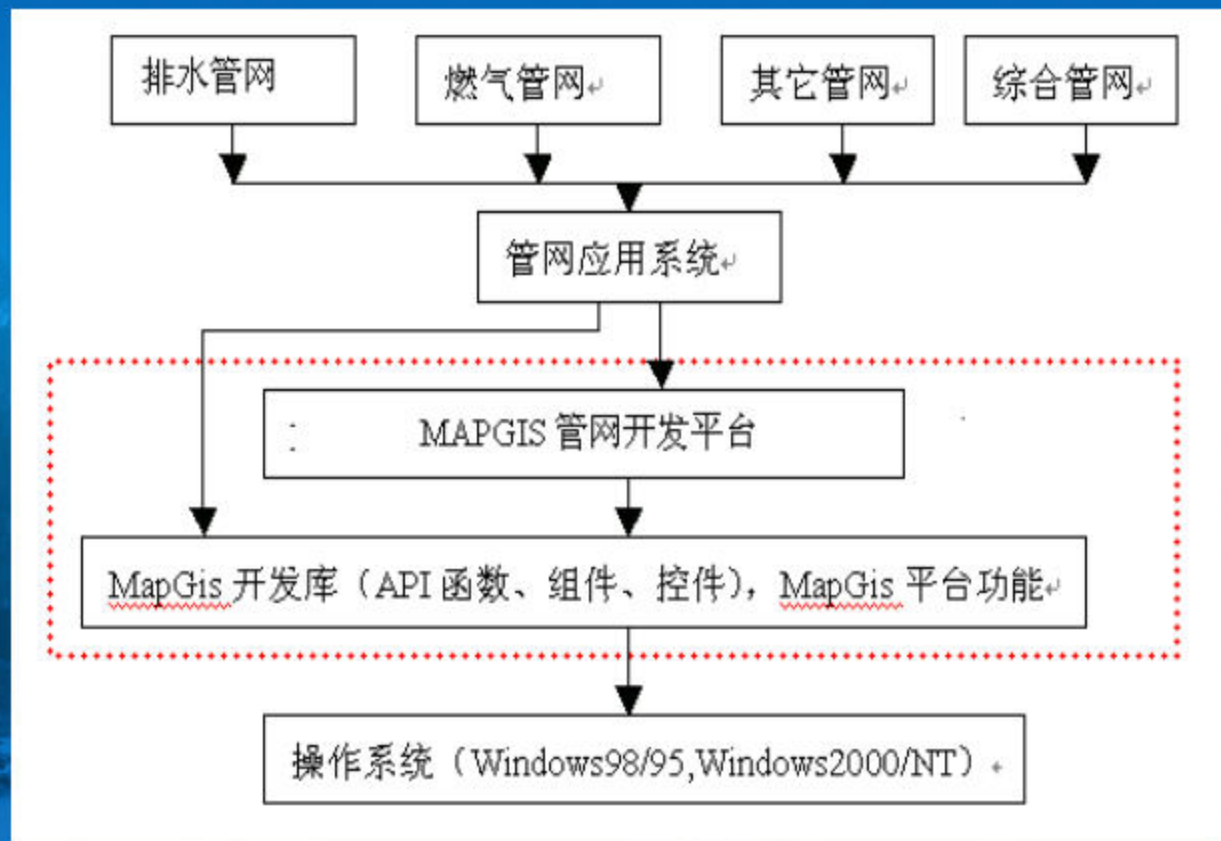 排水管网
燃气管网
其它管网
综合管网
管网应用系统
MAPGIS 管网开发平台
MapGis 开发库（API 函数、组件、控件），MapGis 平台功能
操作系统（Windows98/95,Windows2000/NT）